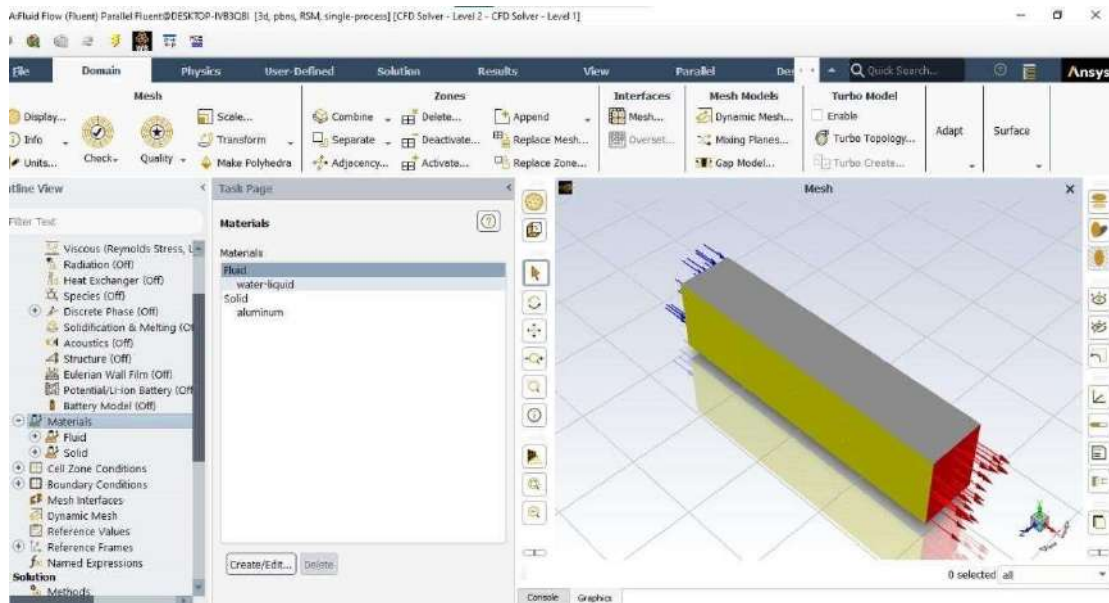 A:Fluid Flow (Fluent) Parallel Fluent@DESKTOP-IVB3QBI [3d, pbns, RSM, single-process] [CFD Solver - Level 2 - CFD Solver - Level 1]
File Domain Physics User-Defined Solution Results View Parallel Des Quick Search... Ansys
Mesh Zones Interfaces Mesh Models Turbo Model
Display... Scale... Combine Delete... Append Mesh... Dynamic Mesh... Enable
Info Check Quality Transform Separate Deactivate... Replace Mesh... Overset... Mixing Planes... Turbo Topology... Adapt Surface
Units... Make Polyhedra Adjacency... Activate... Replace Zone... Gap Model... Turbo Create...
utline View
Filter Text
Viscous (Reynolds Stress, L
Radiation (Off)
Heat Exchanger (Off)
Species (Off)
Discrete Phase (Off)
Solidification & Melting (O
Acoustics (Off)
Structure (Off)
Eulerian Wall Film (Off)
Potential/Li-ion Battery (Off
Battery Model (Off)
Materials
Fluid
Solid
Cell Zone Conditions
Boundary Conditions
Mesh Interfaces
Dynamic Mesh
Reference Values
Reference Frames
Named Expressions
Solution
Methods
Task Page
Materials
Materials
Fluid
water-liquid
Solid
aluminum
Create/Edit... Delete
Mesh
0 selected all
Console Graphics